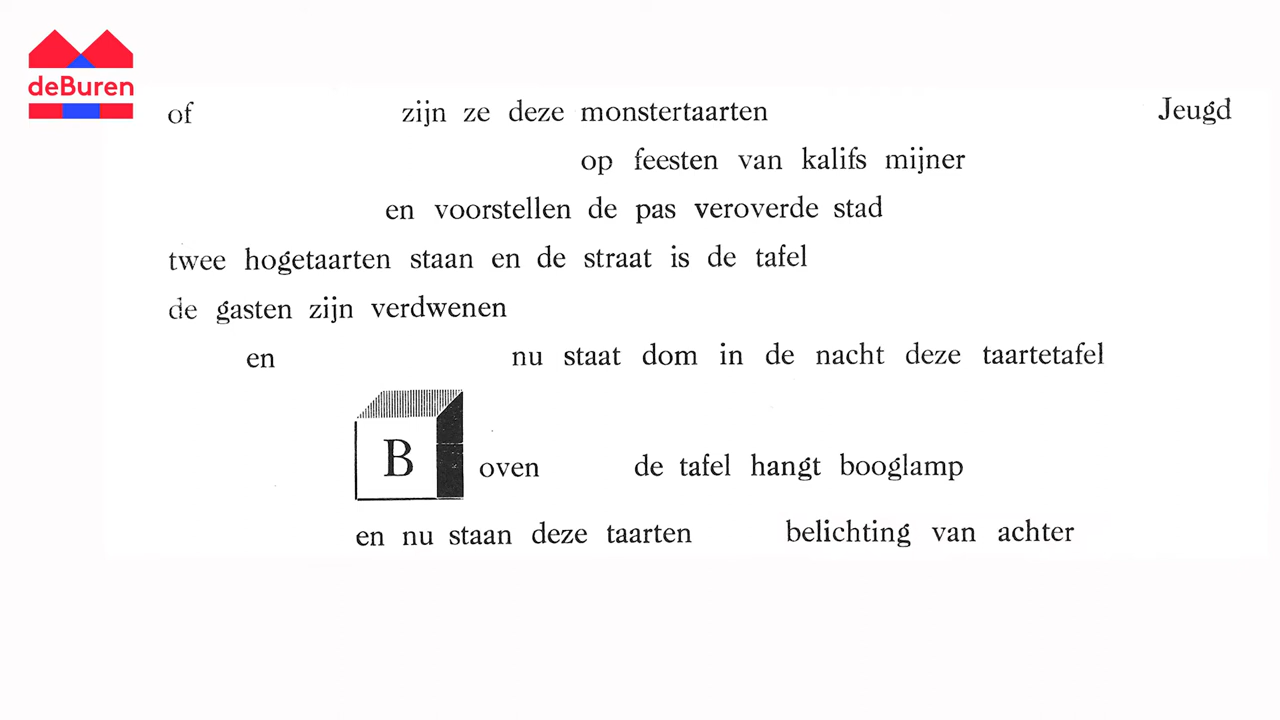 deBuren
of zijn ze deze monstertaarten Jeugd
op feesten van kalifs mijner
en voorstellen de pas veroverde stad
twee hogetaarten staan en de straat is de tafel
de gasten zijn verdwenen
en nu staat dom in de nacht deze taartetafel
Boven de tafel hangt booglamp
en nu staan deze taarten belichting van achter